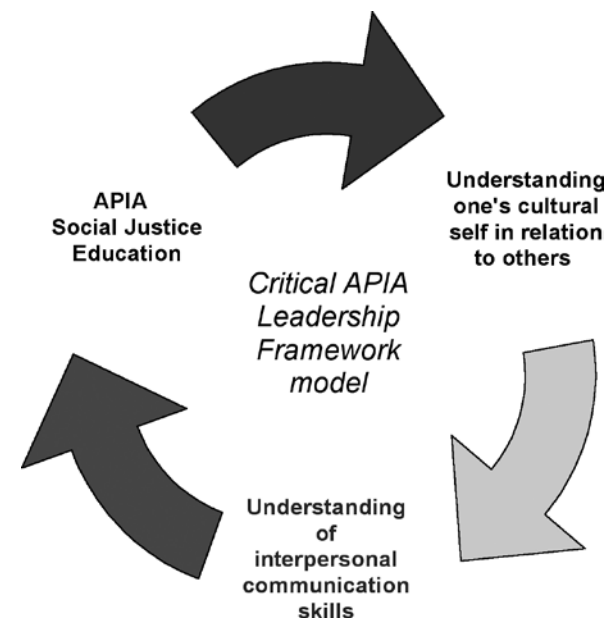 APIA
Social Justice
Education
Understanding
one's cultural
self in relation
to others
Critical APIA
Leadership
Framework
model
Understanding
of
interpersonal
communication
skills